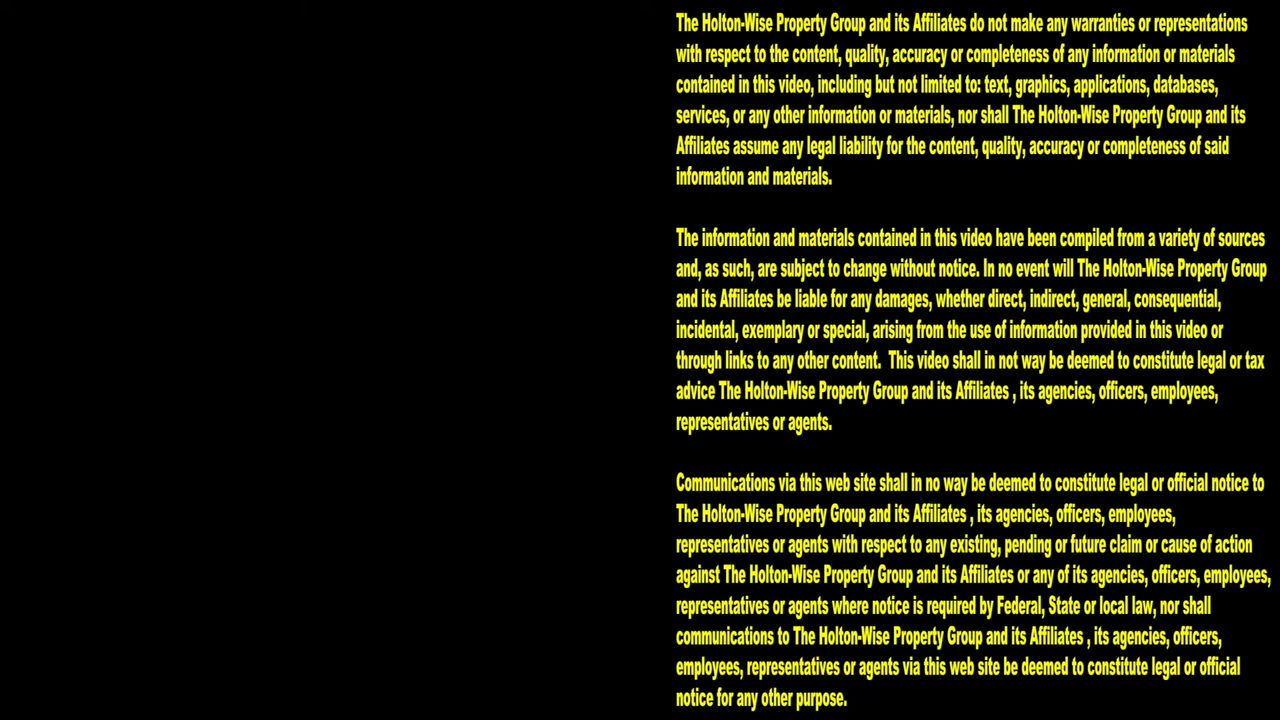 The Holton-Wise Property Group and its Affiliates do not make any warranties or representations
with respect to the content, quality, accuracy or completeness of any information or materials
contained in this video, including but not limited to: text, graphics, applications, databases,
services, or any other information or materials, nor shall The Holton-Wise Property Group and its
Affiliates assume any legal liability for the content, quality, accuracy or completeness of said
information and materials.
The information and materials contained in this video have been compiled from a variety of sources
and, as such, are subject to change without notice. In no event will The Holton-Wise Property Group
and its Affiliates be liable for any damages, whether direct, indirect, general, consequential,
incidental, exemplary or special, arising from the use of information provided in this video or
through links to any other content.  This video shall in not way be deemed to constitute legal or tax
advice The Holton-Wise Property Group and its Affiliates , its agencies, officers, employees,
representatives or agents.
Communications via this web site shall in no way be deemed to constitute legal or official notice to
The Holton-Wise Property Group and its Affiliates , its agencies, officers, employees,
representatives or agents with respect to any existing, pending or future claim or cause of action
against The Holton-Wise Property Group and its Affiliates or any of its agencies, officers, employees,
representatives or agents where notice is required by Federal, State or local law, nor shall
communications to The Holton-Wise Property Group and its Affiliates , its agencies, officers,
employees, representatives or agents via this web site be deemed to constitute legal or official
notice for any other purpose.